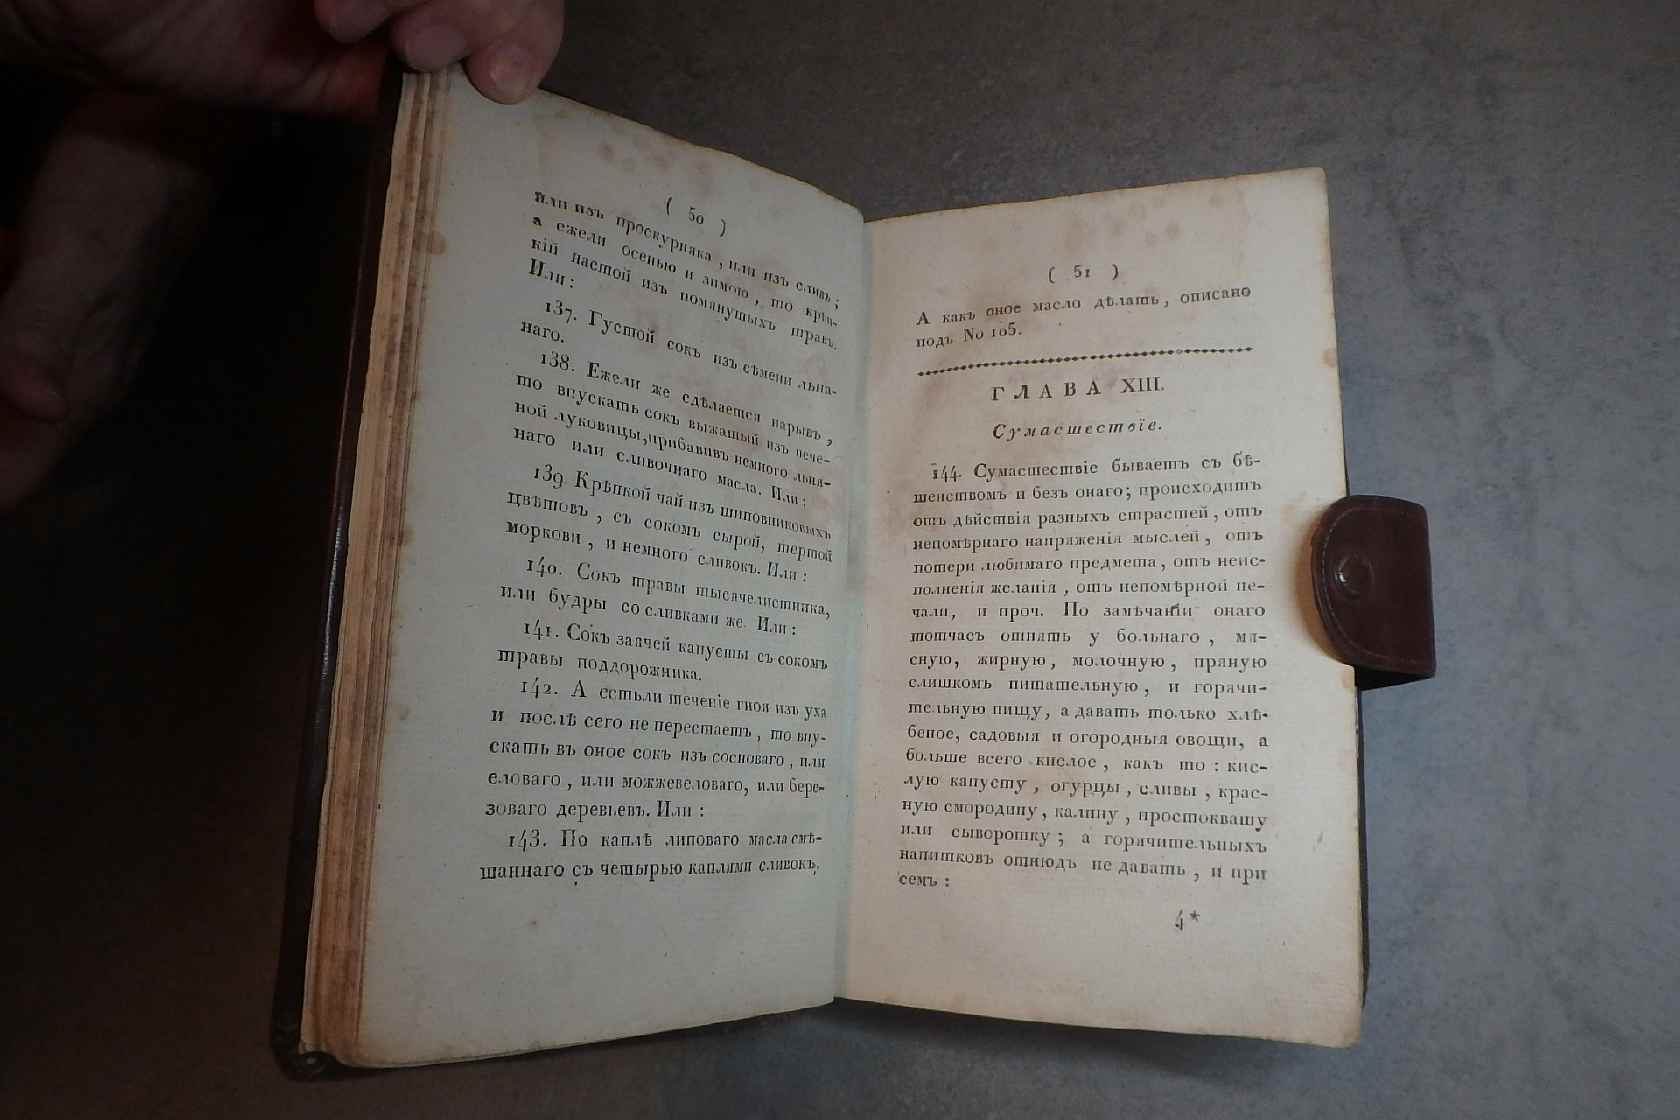 ( 50 )
или изъ проскурняка, или изъ сливъ;
а ежели осенью и зимою, то крѣп-
кій настой изъ помянутыхъ травъ.
Или:
137. Густой сокъ изъ сѣмени льна-
наго.
138. Ежели же сдѣлается нарывъ,
то впускать сокъ выжатый изъ пече-
ной луковицы, прибавивъ немного льня-
наго или сливочнаго масла. Или:
139. Крѣпкой чай изъ шиповниковыхъ
цвѣтовъ, съ сокомъ сырой, тертой
моркови, и немного сливокъ. Или:
140. Сокъ травы тысячелистника,
или будры со сливками же. Или:
141. Сокъ заячей капусты съ сокомъ
травы поддорожника.
142. А естьли теченіе гноя изъ уха
и послѣ сего не перестаетъ, то впу-
скать въ оное сокъ изъ сосноваго, или
еловаго, или можжевеловаго, или бере-
зоваго деревьевъ. Или:
143. По каплѣ липоваго масла смѣ-
шаннаго съ четырью каплями сливокъ.
( 51 )
А какъ оное масло дѣлать, описано
подъ No 105.
ГЛАВА XIII.
Сумасшествіе.
144. Сумасшествіе бываетъ съ бѣ-
шенствомъ и безъ онаго; происходитъ
отъ дѣйствія разныхъ страстей, отъ
непомѣрнаго напряженія мыслей, отъ
потери любимаго предмета, отъ неис-
полненія желанія, отъ непомѣрной пе-
чали, и проч. По замѣчаніи онаго
тотчасъ отнять у больнаго, мя-
сную, жирную, молочную, пряную
слишкомъ питательную, и горячи-
тельную пищу, а давать только хлѣ-
бное, садовыя и огородныя овощи, а
больше всего кислое, какъ то: кис-
лую капусту, огурцы, сливы, крас-
ную смородину, калину, простоквашу
или сыворотку; а горячительныхъ
напитковъ отнюдь не давать, и при
семъ:
4*